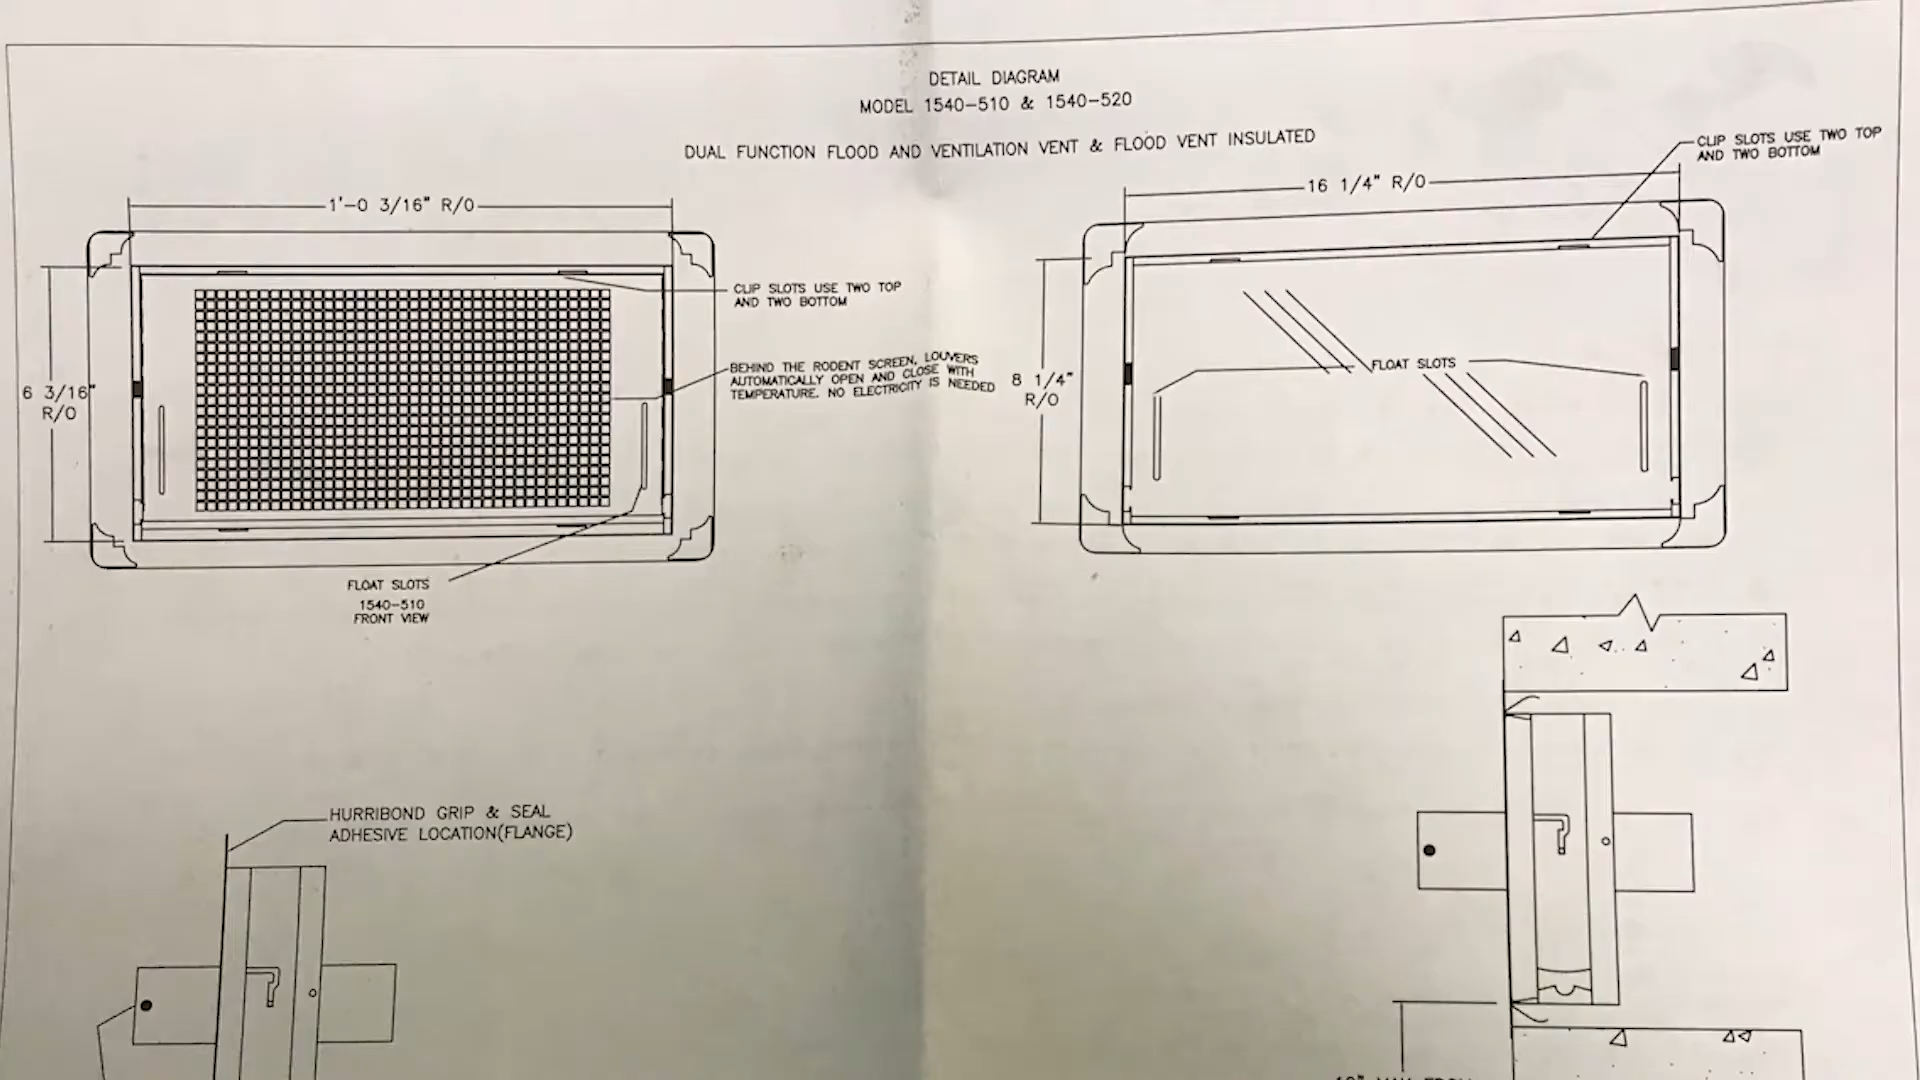 DETAIL DIAGRAM
MODEL 1540-510 & 1540-520
DUAL FUNCTION FLOOD AND VENTILATION VENT & FLOOD VENT INSULATED
1'-0 3/16" R/O
6 3/16"
R/O
CLIP SLOTS USE TWO TOP
AND TWO BOTTOM
BEHIND THE RODENT SCREEN, LOUVERS
AUTOMATICALLY OPEN AND CLOSE WITH
TEMPERATURE. NO ELECTRICITY IS NEEDED
FLOAT SLOTS
1540-510
FRONT VIEW
CLIP SLOTS USE TWO TOP
AND TWO BOTTOM
16 1/4" R/O
8 1/4"
R/O
FLOAT SLOTS
HURRIBOND GRIP & SEAL
ADHESIVE LOCATION(FLANGE)